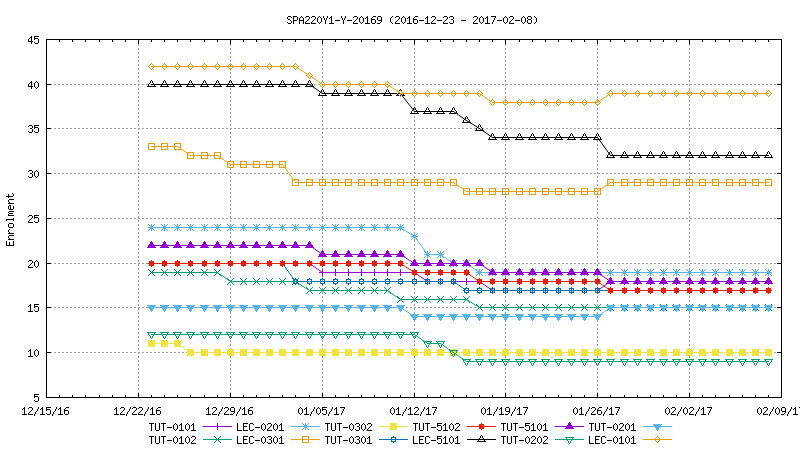 SPA220Y1-Y-20169 (2016-12-23 - 2017-02-08)
45
40
35
30
25
20
15
10
5
Enrolment
12/15/16 12/22/16 12/29/16 01/05/17 01/12/17 01/19/17 01/26/17 02/02/17 02/09/17
TUT-0101 LEC-0201 TUT-0302 TUT-5102 TUT-5101 TUT-0201
TUT-0102 LEC-0301 TUT-0301 LEC-5101 TUT-0202 LEC-0101